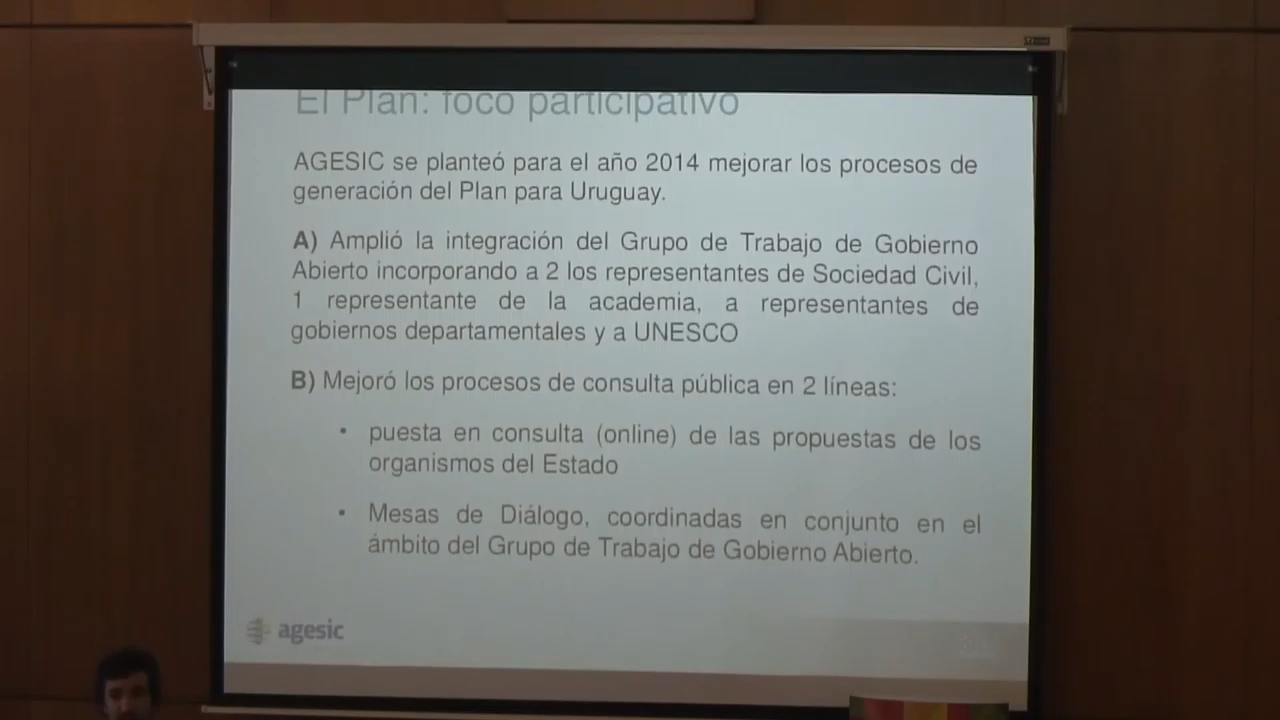 El Plan: foco participativo
AGESIC se planteó para el año 2014 mejorar los procesos de
generación del Plan para Uruguay.
A) Amplió la integración del Grupo de Trabajo de Gobierno
Abierto incorporando a 2 los representantes de Sociedad Civil,
1 representante de la academia, a representantes de
gobiernos departamentales y a UNESCO
B) Mejoró los procesos de consulta pública en 2 líneas:
• puesta en consulta (online) de las propuestas de los
organismos del Estado
• Mesas de Diálogo, coordinadas en conjunto en el
ámbito del Grupo de Trabajo de Gobierno Abierto.
agesic